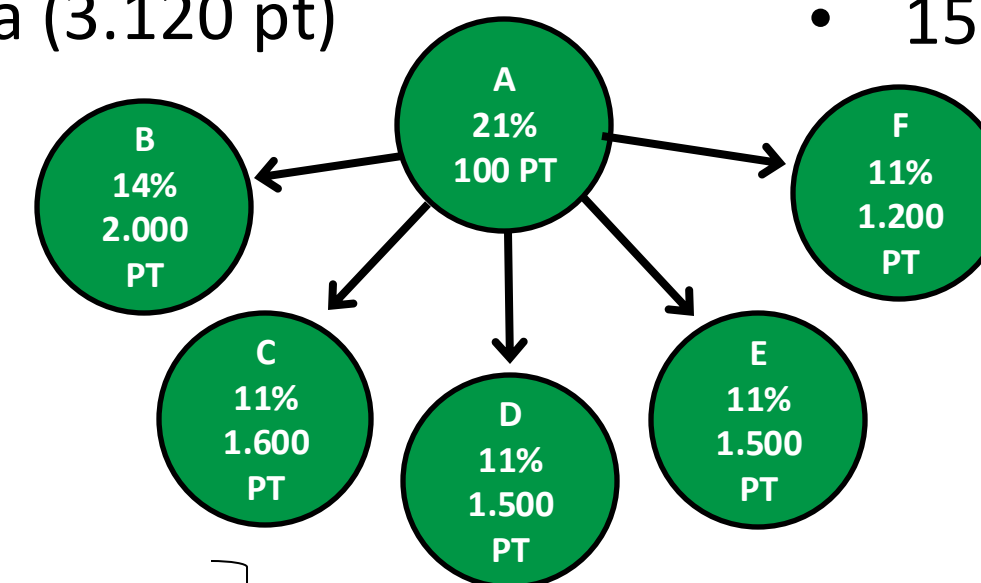 a (3.120 pt)
• 15
A
21%
100 PT
B
14%
2.000
PT
F
11%
1.200
PT
C
11%
1.600
PT
D
11%
1.500
PT
E
11%
1.500
PT